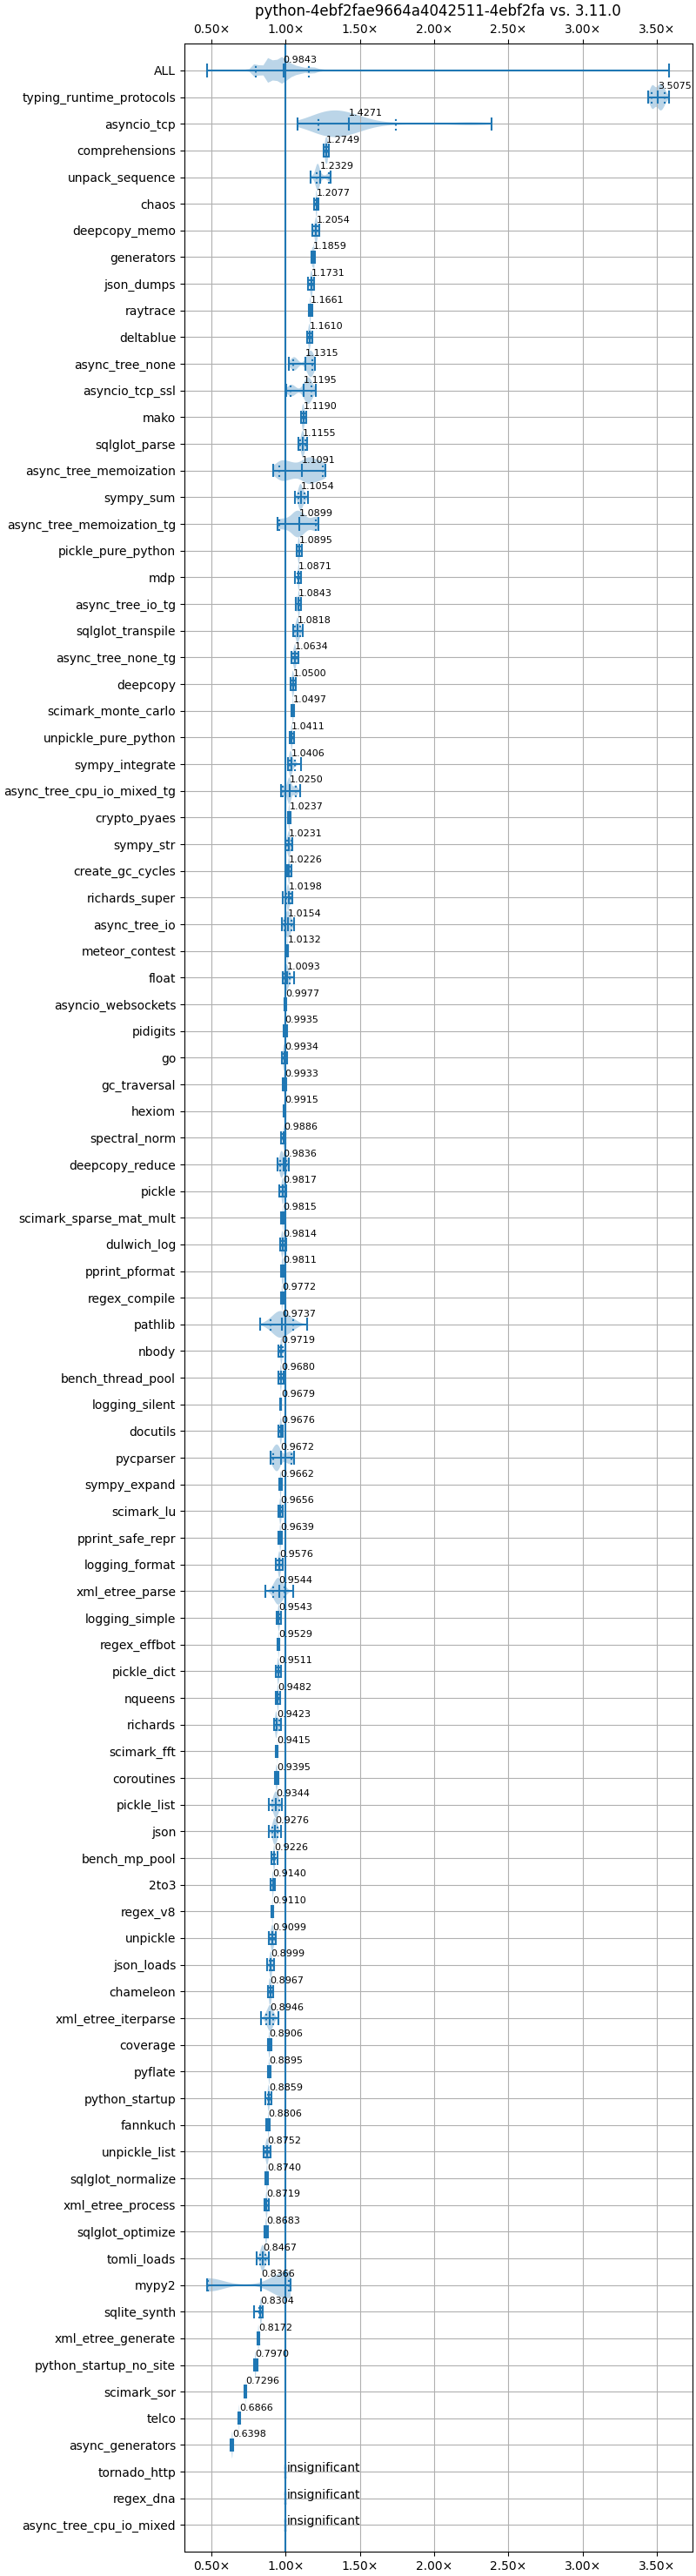 python-4ebf2fae9664a4042511-4ebf2fa vs. 3.11.0
0.50× 1.00× 1.50× 2.00× 2.50× 3.00× 3.50×
ALL 0.9843
typing_runtime_protocols 3.5075
asyncio_tcp 1.4271
comprehensions 1.2749
unpack_sequence 1.2329
chaos 1.2077
deepcopy_memo 1.2054
generators 1.1859
json_dumps 1.1731
raytrace 1.1661
deltablue 1.1610
async_tree_none 1.1315
asyncio_tcp_ssl 1.1195
mako 1.1190
sqlglot_parse 1.1155
async_tree_memoization 1.1091
sympy_sum 1.1054
async_tree_memoization_tg 1.0899
pickle_pure_python 1.0895
mdp 1.0871
async_tree_io_tg 1.0843
sqlglot_transpile 1.0818
async_tree_none_tg 1.0634
deepcopy 1.0500
scimark_monte_carlo 1.0497
unpickle_pure_python 1.0411
sympy_integrate 1.0406
async_tree_cpu_io_mixed_tg 1.0250
crypto_pyaes 1.0237
sympy_str 1.0231
create_gc_cycles 1.0226
richards_super 1.0198
async_tree_io 1.0154
meteor_contest 1.0132
float 1.0093
asyncio_websockets 0.9977
pidigits 0.9935
go 0.9934
gc_traversal 0.9933
hexiom 0.9915
spectral_norm 0.9886
deepcopy_reduce 0.9836
pickle 0.9817
scimark_sparse_mat_mult 0.9815
dulwich_log 0.9814
pprint_pformat 0.9811
regex_compile 0.9772
pathlib 0.9737
nbody 0.9719
bench_thread_pool 0.9680
logging_silent 0.9679
docutils 0.9676
pycparser 0.9672
sympy_expand 0.9662
scimark_lu 0.9656
pprint_safe_repr 0.9639
logging_format 0.9576
xml_etree_parse 0.9544
logging_simple 0.9543
regex_effbot 0.9529
pickle_dict 0.9511
nqueens 0.9482
richards 0.9423
scimark_fft 0.9415
coroutines 0.9395
pickle_list 0.9344
json 0.9276
bench_mp_pool 0.9226
2to3 0.9140
regex_v8 0.9110
unpickle 0.9099
json_loads 0.8999
chameleon 0.8967
xml_etree_iterparse 0.8946
coverage 0.8906
pyflate 0.8895
python_startup 0.8859
fannkuch 0.8806
unpickle_list 0.8752
sqlglot_normalize 0.8740
xml_etree_process 0.8719
sqlglot_optimize 0.8683
tomli_loads 0.8467
mypy2 0.8366
sqlite_synth 0.8304
xml_etree_generate 0.8172
python_startup_no_site 0.7970
scimark_sor 0.7296
telco 0.6866
async_generators 0.6398
tornado_http insignificant
regex_dna insignificant
async_tree_cpu_io_mixed insignificant
0.50× 1.00× 1.50× 2.00× 2.50× 3.00× 3.50×